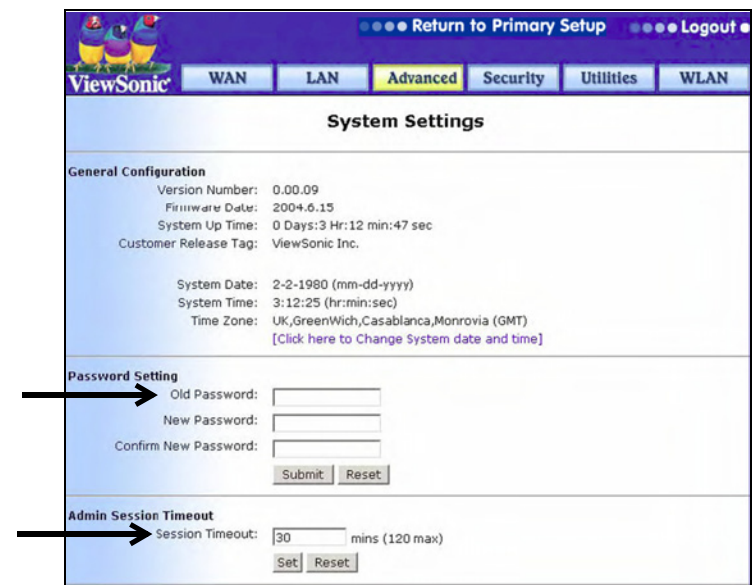 Return to Primary Setup Logout
ViewSonic WAN LAN Advanced Security Utilities WLAN
System Settings
General Configuration
Version Number: 0.00.09
Firmware Date: 2004.6.15
System Up Time: 0 Days:3 Hr:12 min:47 sec
Customer Release Tag: ViewSonic Inc.
System Date: 2-2-1980 (mm-dd-yyyy)
System Time: 3:12:25 (hr:min:sec)
Time Zone: UK,GreenWich,Casablanca,Monrovia (GMT)
[Click here to Change System date and time]
Password Setting
Old Password:
New Password:
Confirm New Password:
Submit Reset
Admin Session Timeout
Session Timeout: 30 mins (120 max)
Set Reset